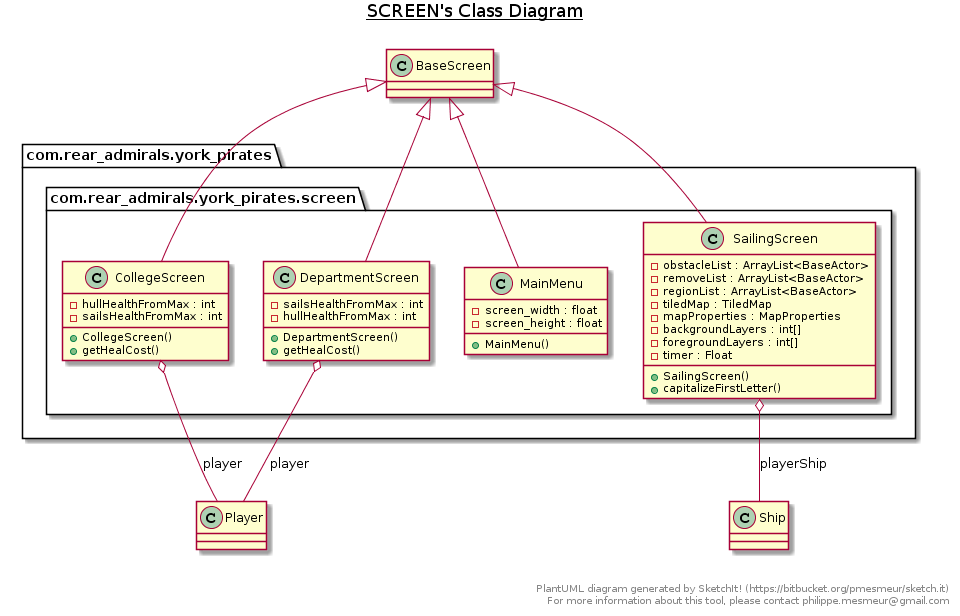 SCREEN's Class Diagram
C BaseScreen
com.rear_admirals.york_pirates
com.rear_admirals.york_pirates.screen
C CollegeScreen
hullHealthFromMax : int
sailsHealthFromMax : int
CollegeScreen()
getHealCost()
C DepartmentScreen
sailsHealthFromMax : int
hullHealthFromMax : int
DepartmentScreen()
getHealCost()
C MainMenu
screen_width : float
screen_height : float
MainMenu()
C SailingScreen
obstacleList : ArrayList<BaseActor>
removeList : ArrayList<BaseActor>
regionList : ArrayList<BaseActor>
tiledMap : TiledMap
mapProperties : MapProperties
backgroundLayers : int[]
foregroundLayers : int[]
timer : Float
SailingScreen()
capitalizeFirstLetter()
player
player
playerShip
C Player
C Ship
PlantUML diagram generated by SketchIt! (https://bitbucket.org/pmesmeur/sketch.it)
For more information about this tool, please contact philippe.mesmeur@gmail.com